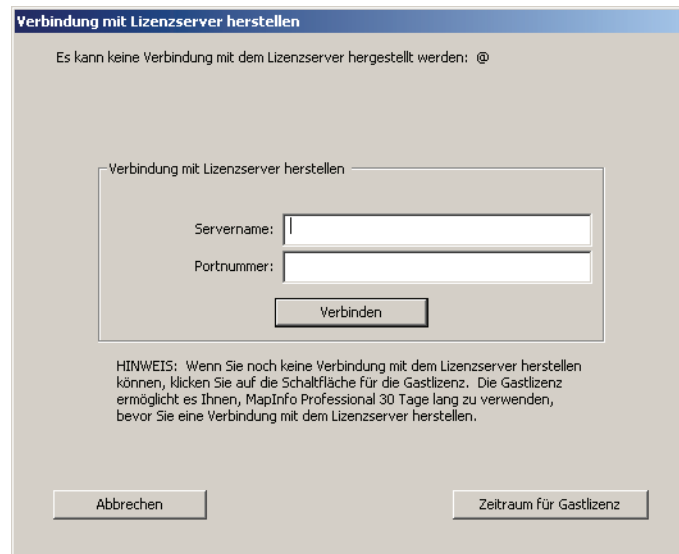 Verbindung mit Lizenzserver herstellen
Es kann keine Verbindung mit dem Lizenzserver hergestellt werden: @
Verbindung mit Lizenzserver herstellen
Servername:
Portnummer:
Verbinden
HINWEIS: Wenn Sie noch keine Verbindung mit dem Lizenzserver herstellen
können, klicken Sie auf die Schaltfläche für die Gastlizenz. Die Gastlizenz
ermöglicht es Ihnen, MapInfo Professional 30 Tage lang zu verwenden,
bevor Sie eine Verbindung mit dem Lizenzserver herstellen.
Abbrechen
Zeitraum für Gastlizenz